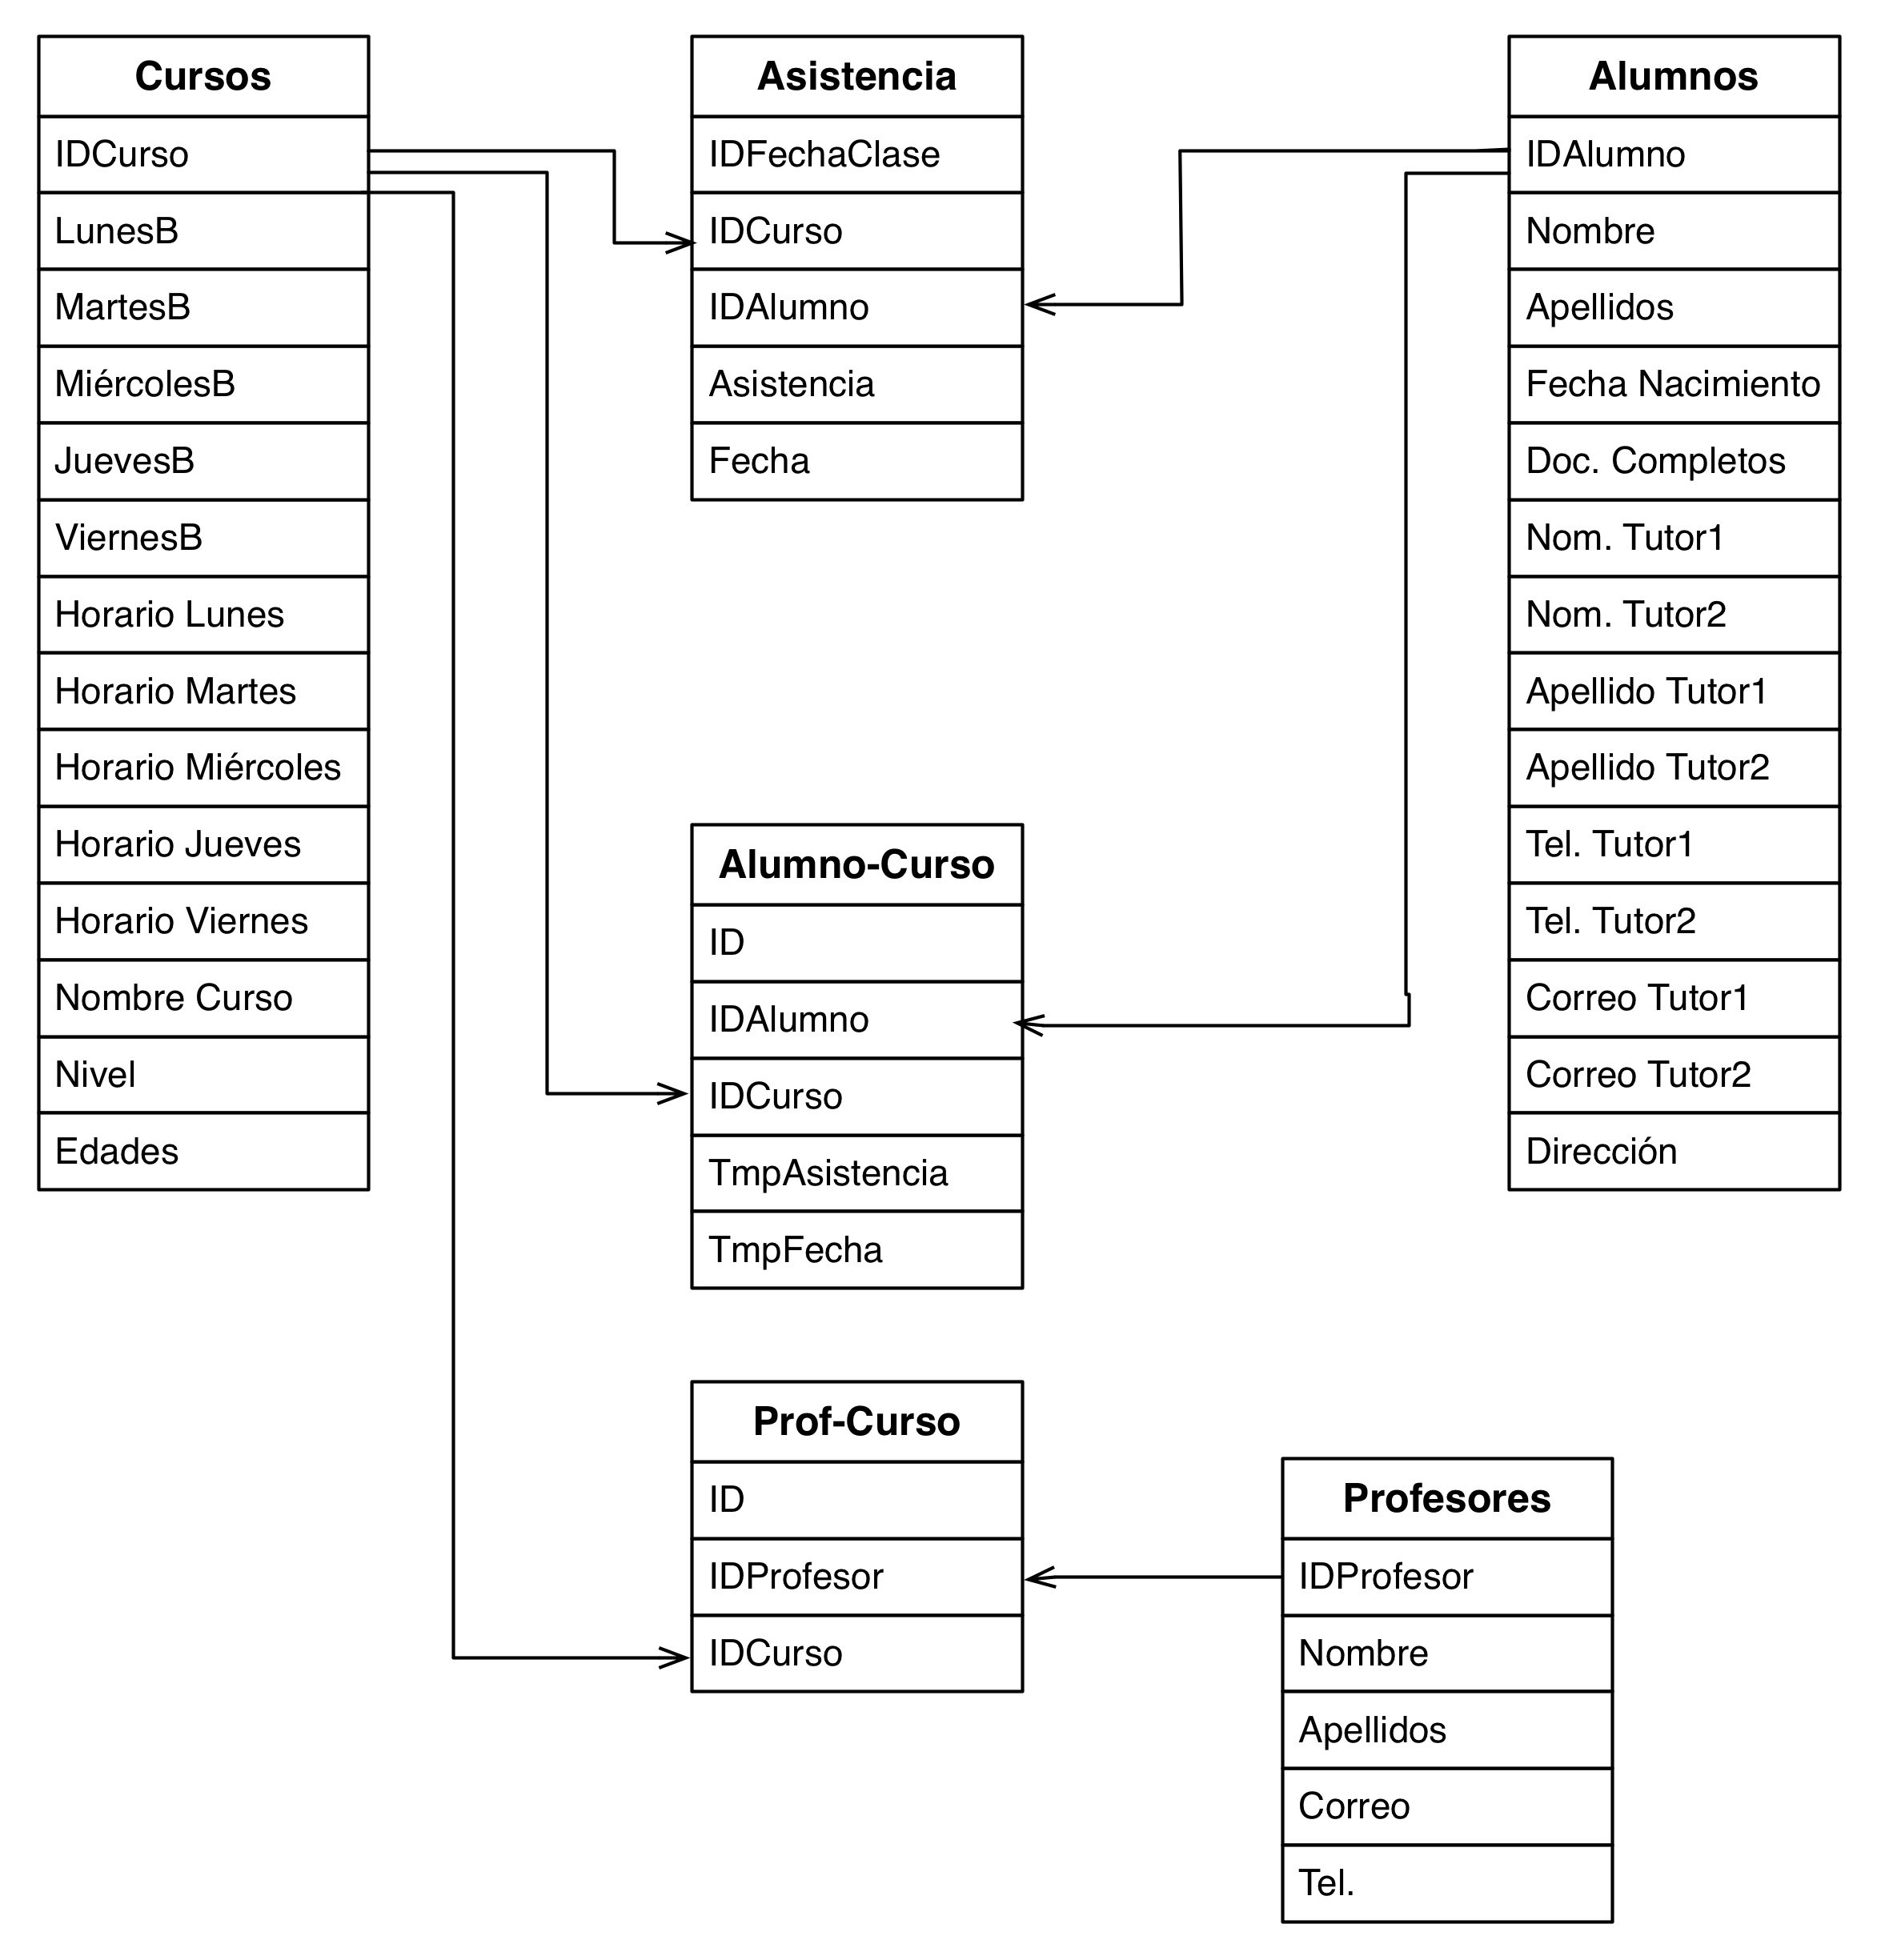 Cursos
IDCurso
LunesB
MartesB
MiércolesB
JuevesB
ViernesB
Horario Lunes
Horario Martes
Horario Miércoles
Horario Jueves
Horario Viernes
Nombre Curso
Nivel
Edades
Asistencia
IDFechaClase
IDCurso
IDAlumno
Asistencia
Fecha
Alumno-Curso
ID
IDAlumno
IDCurso
TmpAsistencia
TmpFecha
Prof-Curso
ID
IDProfesor
IDCurso
Alumnos
IDAlumno
Nombre
Apellidos
Fecha Nacimiento
Doc. Completos
Nom. Tutor1
Nom. Tutor2
Apellido Tutor1
Apellido Tutor2
Tel. Tutor1
Tel. Tutor2
Correo Tutor1
Correo Tutor2
Dirección
Profesores
IDProfesor
Nombre
Apellidos
Correo
Tel.